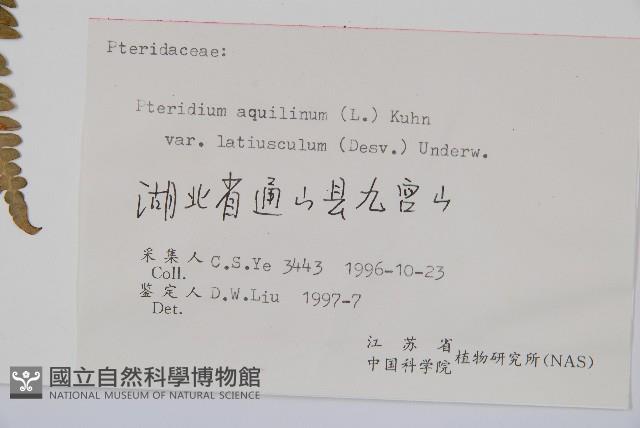 Pteridaceae:
Pteridium aquilinum (L.) Kuhn
var. latiusculum (Desv.) Underw.
湖北省通山县九宫山
采集人 C.S.Ye 3443 1996-10-23
Coll.
鉴定人 D.W.Liu 1997-7
Det.
江苏省
中国科学院 植物研究所(NAS)
國立自然科學博物館
NATIONAL MUSEUM OF NATURAL SCIENCE